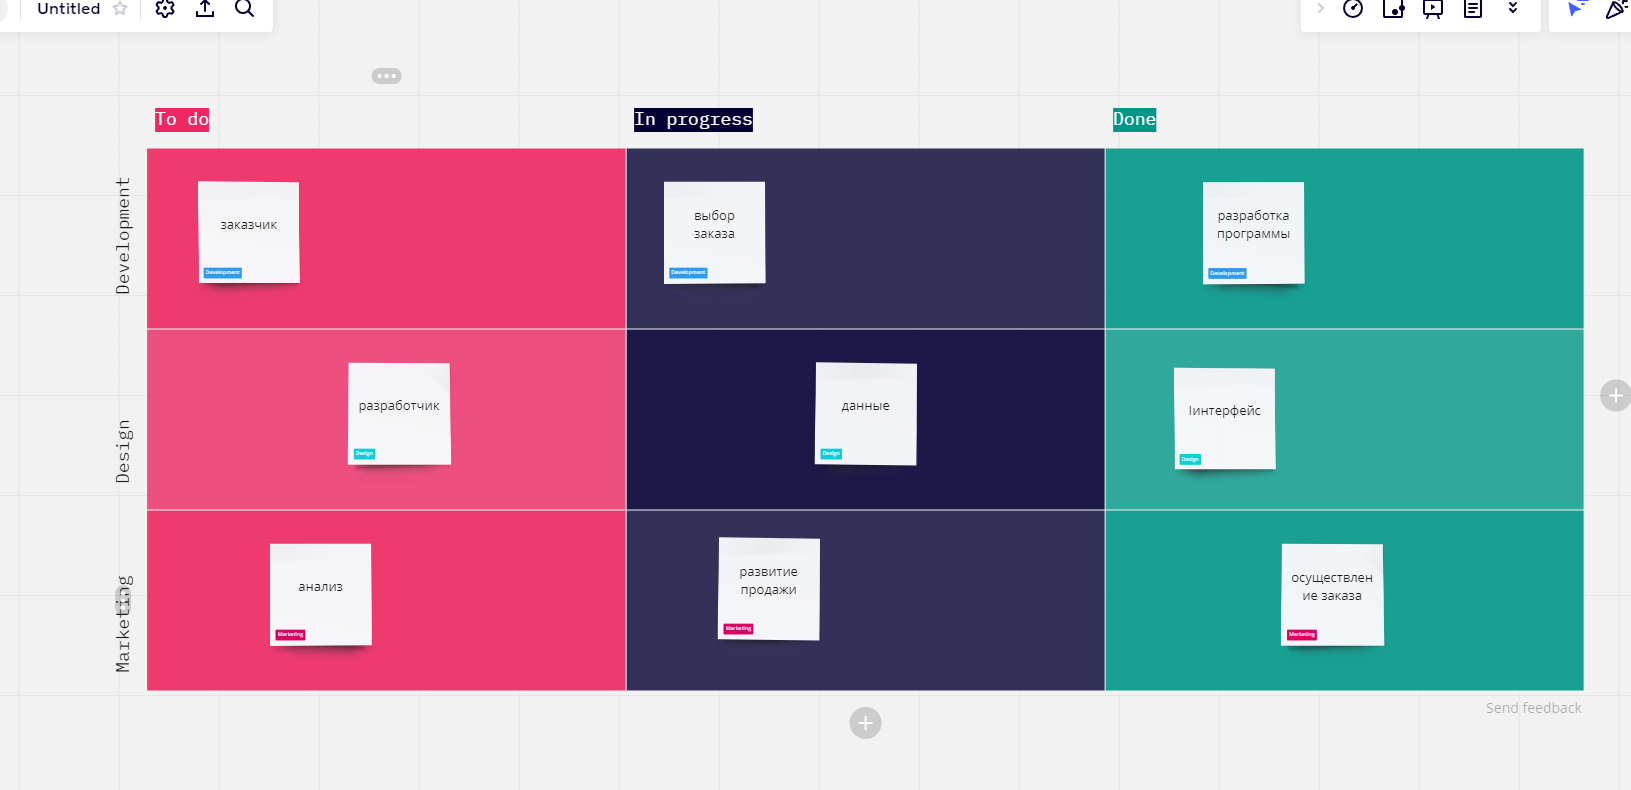 Untitled
To do
In progress
Done
Development
заказчик
Development
выбор
заказа
Development
разработка
программы
Development
Design
разработчик
Design
данные
Design
Iинтерфейс
Design
Marketing
анализ
Marketing
развитие
продажи
Marketing
осуществлен
ие заказа
Marketing
Send feedback